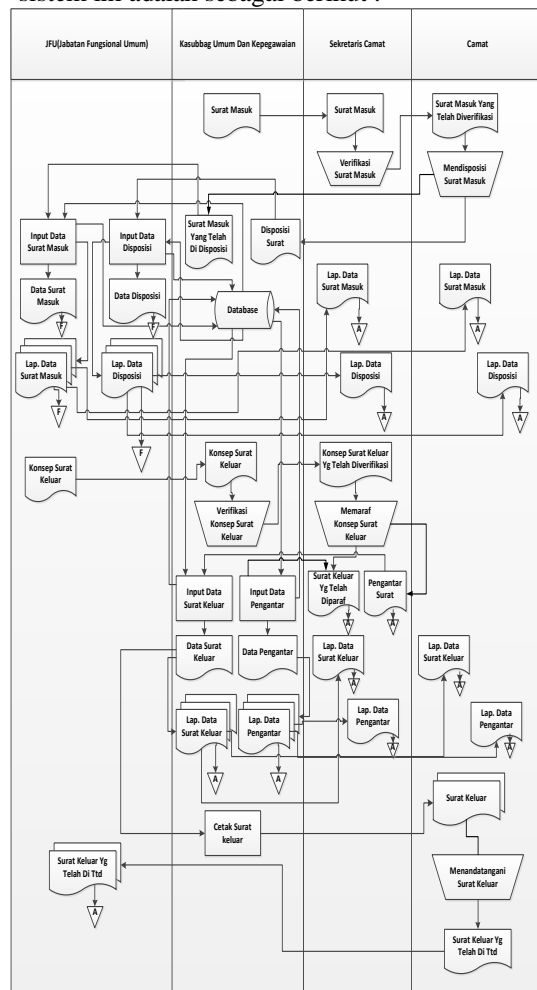 sistem ini adalah sebagai berikut :
JFU(Jabatan Fungsional Umum)
Kasubbag Umum Dan Kepegawaian
Sekretaris Camat
Camat
Surat Masuk
Surat Masuk
Surat Masuk Yang
Telah Diverifikasi
Verifikasi
Surat Masuk
Mendisposisi
Surat Masuk
Input Data
Surat Masuk
Input Data
Disposisi
Surat Masuk
Yang Telah
Di Disposisi
Disposisi
Surat
Data Surat
Masuk
F
Data Disposisi
F
Database
Lap. Data
Surat Masuk
A
Lap. Data
Surat Masuk
A
Lap. Data
Surat Masuk
F
Lap. Data
Disposisi
F
Lap. Data
Disposisi
A
Lap. Data
Disposisi
A
Konsep Surat
Keluar
Konsep Surat
Keluar
Konsep Surat Keluar
Yg Telah Diverifikasi
Verifikasi
Konsep Surat
Keluar
Memaraf
Konsep Surat
Keluar
Input Data
Surat Keluar
Input Data
Pengantar
Surat Keluar
Yg Telah
Diparaf
A
Pengantar
Surat
A
Data Surat
Keluar
Data Pengantar
Lap. Data
Surat Keluar
A
Lap. Data
Surat Keluar
A
Lap. Data
Surat Keluar
A
Lap. Data
Pengantar
A
Lap. Data
Pengantar
A
Lap. Data
Pengantar
A
Cetak Surat
keluar
Surat Keluar
Surat Keluar Yg
Telah Di Ttd
A
Menandatangani
Surat Keluar
Surat Keluar Yg
Telah Di Ttd